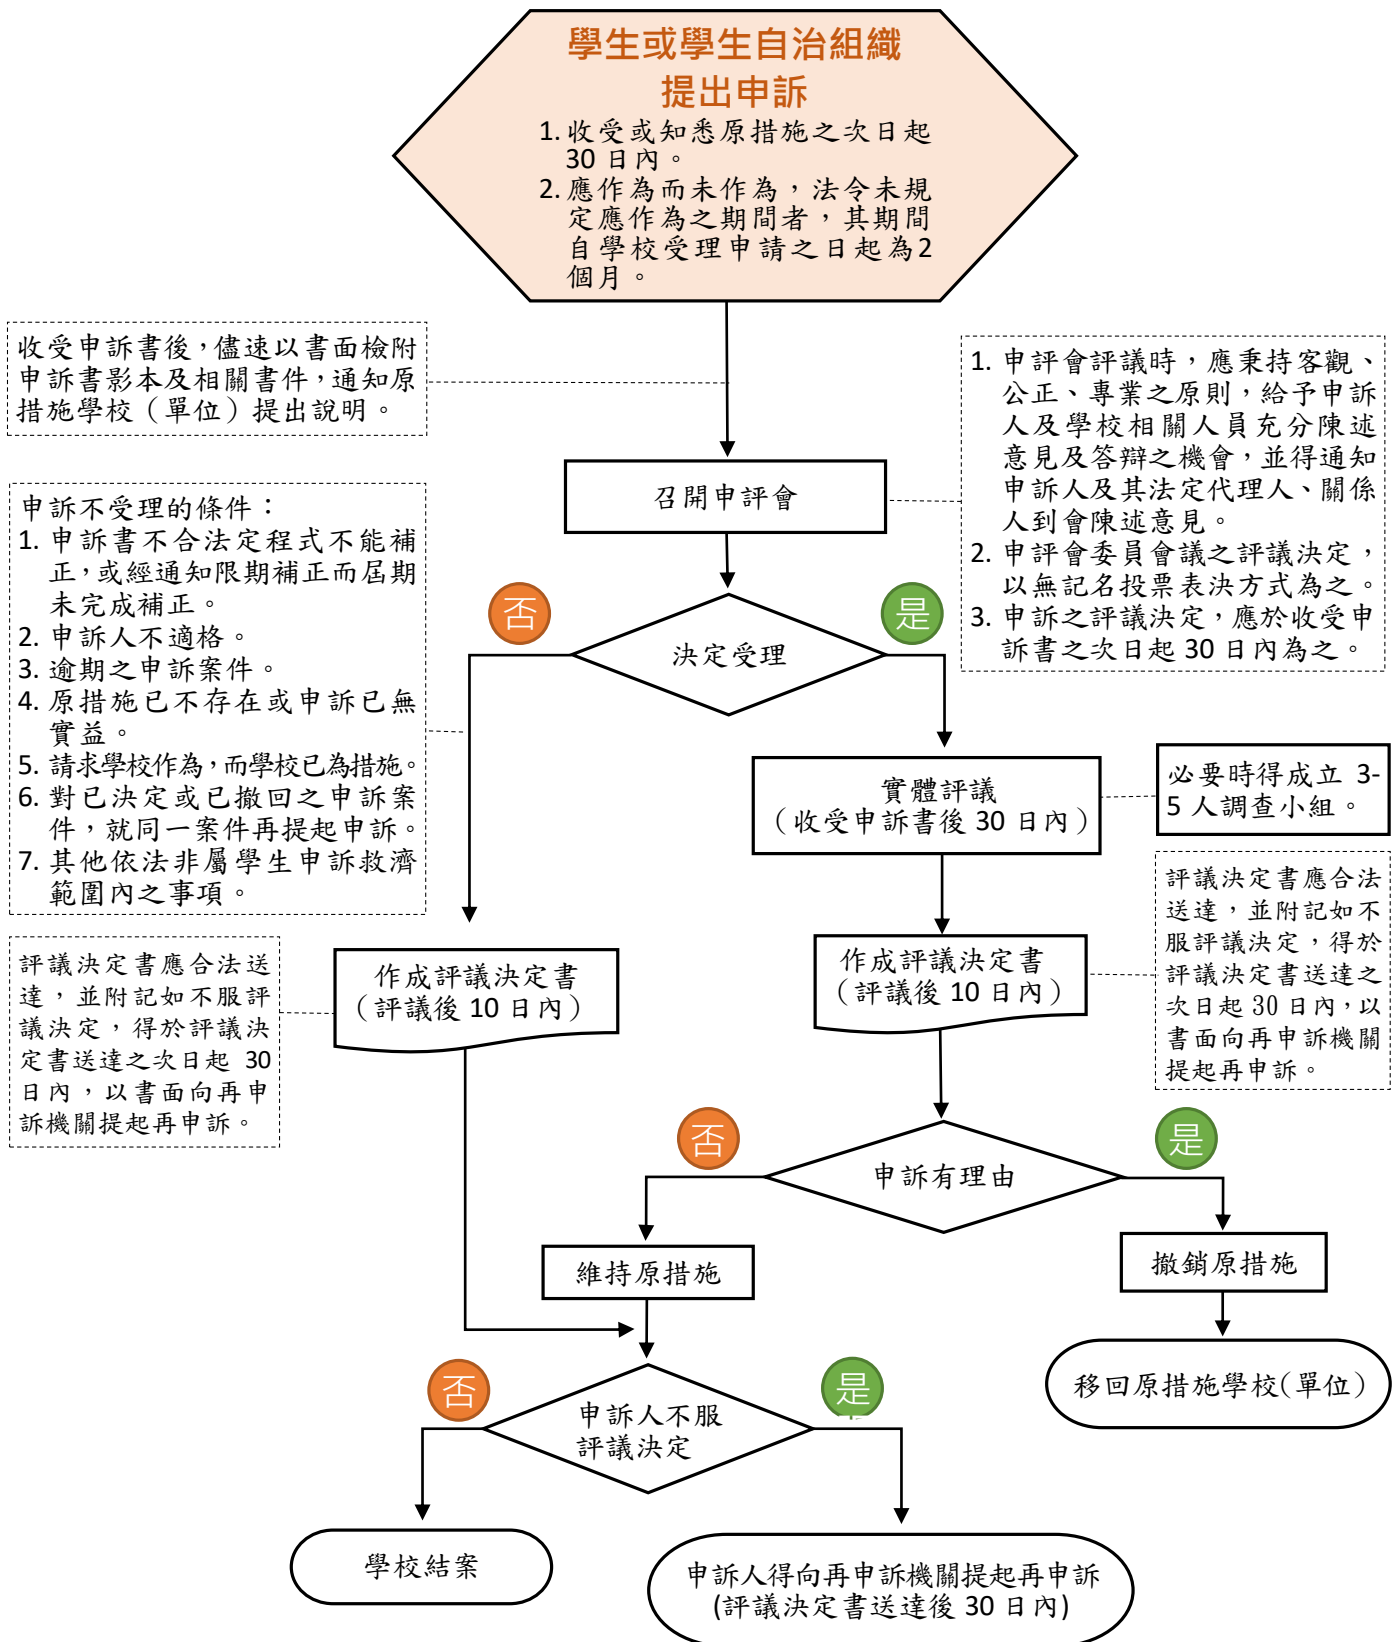 學生或學生自治組織
提出申訴
1. 收受或知悉原措施之次日起
30 日內。
2. 應作為而未作為，法令未規
定應作為之期間者，其期間
自學校受理申請之日起為2
個月。
收受申訴書後，儘速以書面檢附
申訴書影本及相關書件，通知原
措施學校（單位）提出說明。
1. 申評會評議時，應秉持客觀、
公正、專業之原則，給予申訴
人及學校相關人員充分陳述
意見及答辯之機會，並得通知
申訴人及其法定代理人、關係
人到會陳述意見。
2. 申評會委員會議之評議決定，
以無記名投票表決方式為之。
3. 申訴之評議決定，應於收受申
訴書之次日起 30 日內為之。
召開申評會
申訴不受理的條件：
1. 申訴書不合法定程式不能補
正，或經通知限期補正而屆期
未完成補正。
2. 申訴人不適格。
3. 逾期之申訴案件。
4. 原措施已不存在或申訴已無
實益。
5. 請求學校作為，而學校已為措施。
6. 對已決定或已撤回之申訴案
件，就同一案件再提起申訴。
7. 其他依法非屬學生申訴救濟
範圍內之事項。
否
是
決定受理
實體評議
（收受申訴書後 30 日內）
必要時得成立 3-
5 人調查小組。
評議決定書應合法
送達，並附記如不
服評議決定，得於
評議決定書送達之
次日起 30 日內，以
書面向再申訴機關
提起再申訴。
評議決定書應合法送
達，並附記如不服評
議決定，得於評議決
定書送達之次日起 30
日內，以書面向再申
訴機關提起再申訴。
作成評議決定書
（評議後 10 日內）
作成評議決定書
（評議後 10 日內）
否
是
申訴有理由
維持原措施
撤銷原措施
移回原措施學校(單位)
否
是
申訴人不服
評議決定
學校結案
申訴人得向再申訴機關提起再申訴
(評議決定書送達後 30 日內)